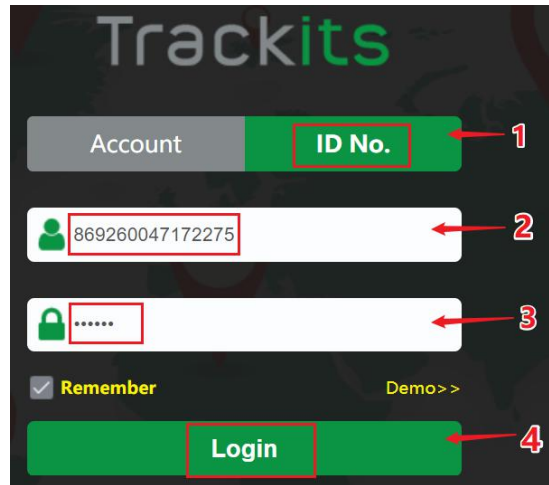 Trackits
Account ID No. 1
869260047172275 2
•••••• 3
Remember Demo>>
Login 4